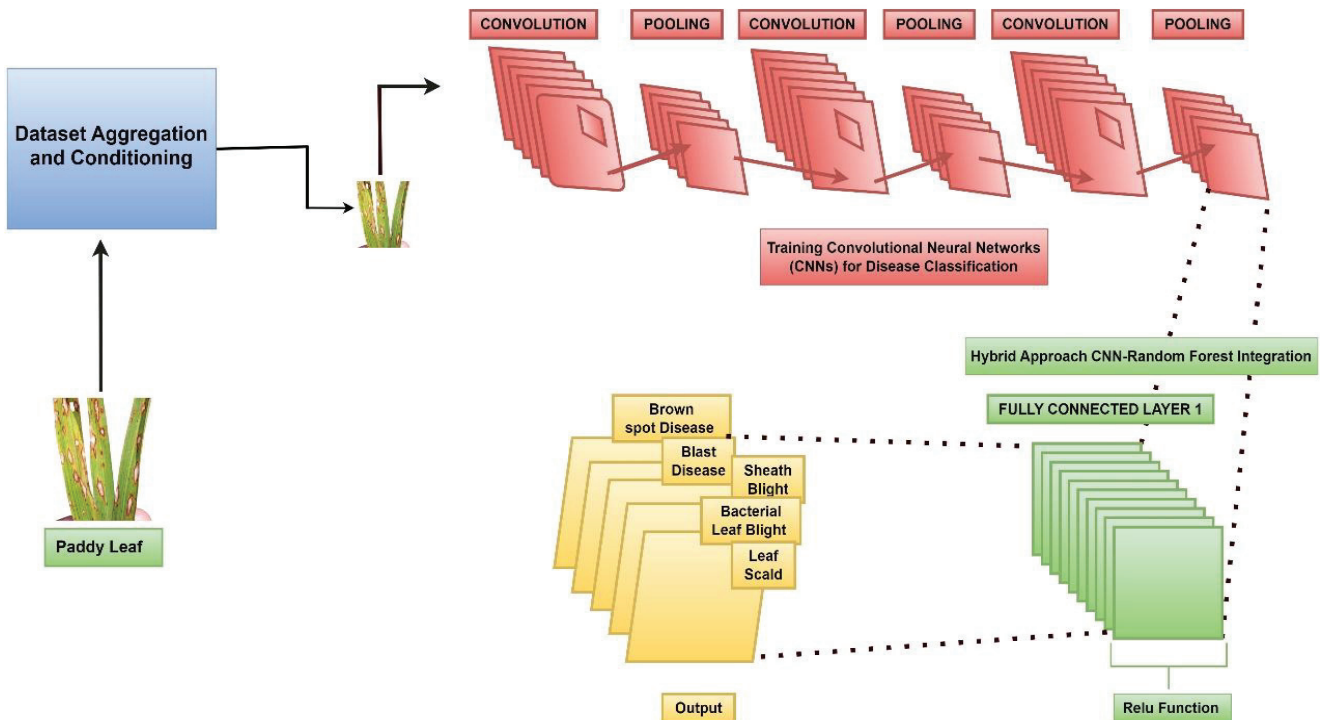 CONVOLUTION
POOLING
CONVOLUTION
POOLING
CONVOLUTION
POOLING
Dataset Aggregation
and Conditioning
Training Convolutional Neural Networks
(CNNs) for Disease Classification
Hybrid Approach CNN-Random Forest Integration
FULLY CONNECTED LAYER 1
Brown
spot Disease
Blast
Disease
Sheath
Blight
Bacterial
Leaf Blight
Leaf
Scald
Paddy Leaf
Output
Relu Function